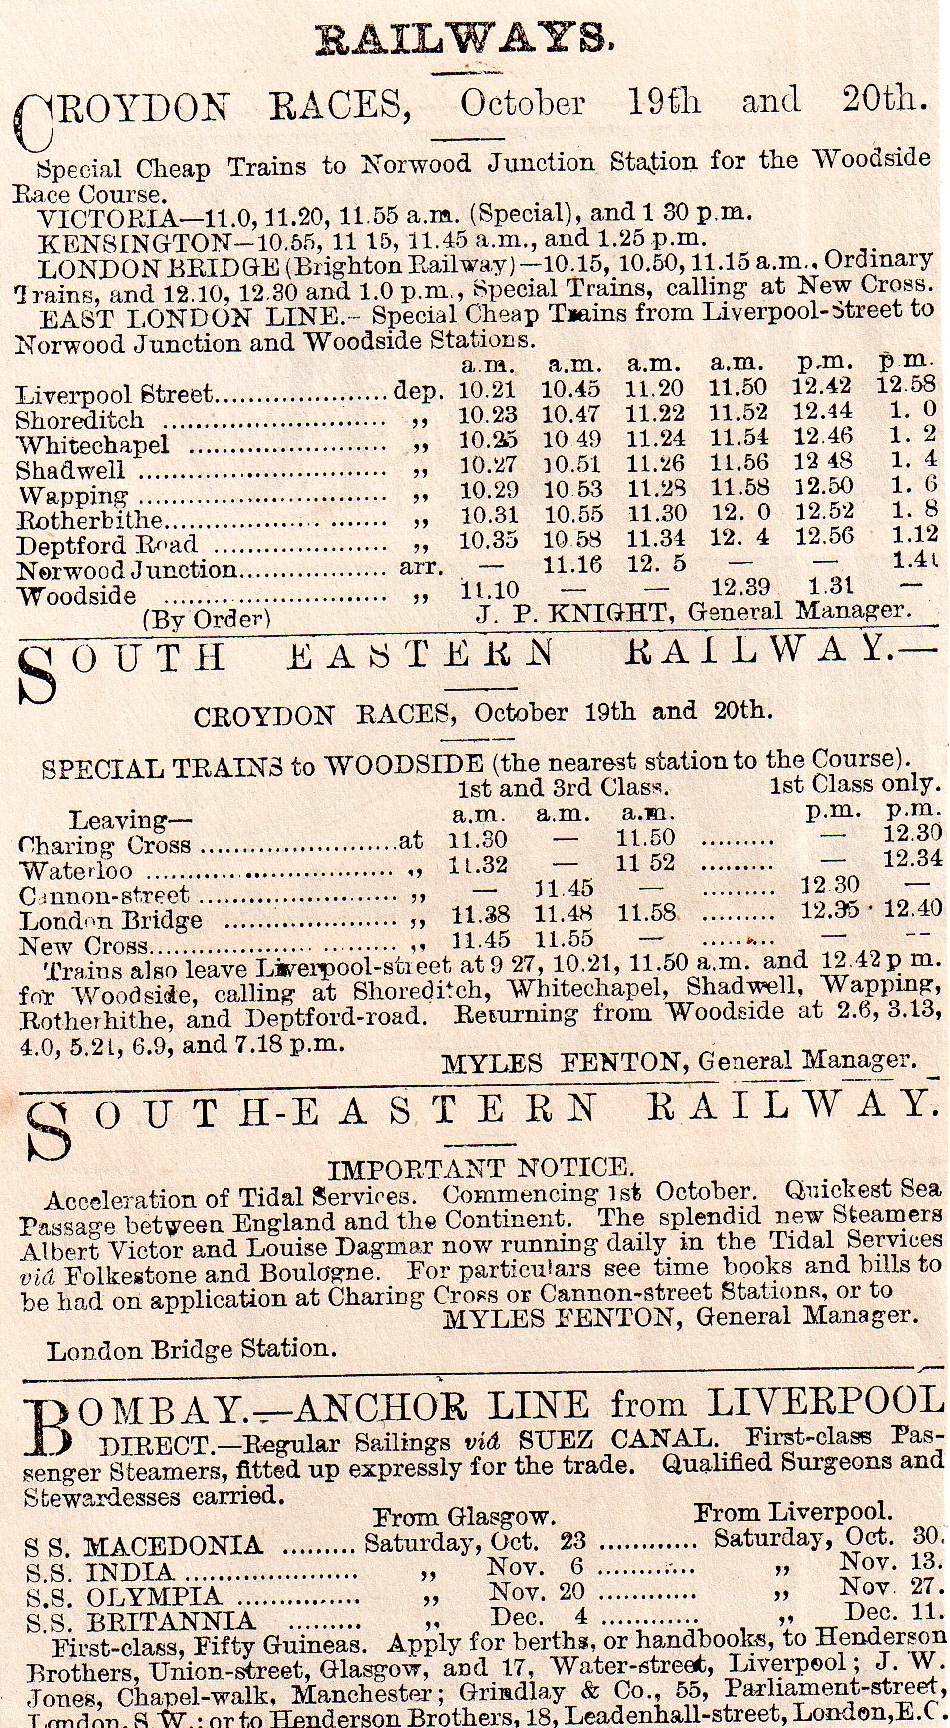 RAILWAYS.
CROYDON RACES, October 19th and 20th.
Special Cheap Trains to Norwood Junction Station for the Woodside
Race Course.
VICTORIA—11.0, 11.20, 11.55 a.m. (Special), and 1 30 p.m.
KENSINGTON—10.55, 11 15, 11.45 a.m., and 1.25 p.m.
LONDON BRIDGE (Brighton Railway)—10.15, 10.50, 11.15 a.m., Ordinary
Trains, and 12.10, 12.30 and 1.0 p.m., Special Trains, calling at New Cross.
EAST LONDON LINE.- Special Cheap Trains from Liverpool-Street to
Norwood Junction and Woodside Stations.
a.m. a.m. a.m. a.m. p.m. p m.
Liverpool Street.................... dep. 10.21 10.45 11.20 11.50 12.42 12.58
Shoreditch .......................... ,, 10.23 10.47 11.22 11.52 12.44 1. 0
Whitechapel ....................... ,, 10.25 10 49 11.24 11.54 12.46 1. 2
Shadwell ............................ ,, 10.27 10.51 11.26 11.56 12 48 1. 4
Wapping ............................ ,, 10.29 10 53 11.28 11.58 12.50 1. 6
Rotherbithe.................. ....... ,, 10.31 10.55 11.30 12. 0 12.52 1. 8
Deptford Road .................... ,, 10.35 10 58 11.34 12. 4 12.56 1.12
Norwood Junction................. arr. — 11.16 12. 5 — — 1.41
Woodside .......................... ,, 11.10 — — 12.39 1.31 —
(By Order) J. P. KNIGHT, General Manager.
SOUTH EASTERN RAILWAY.—
CROYDON RACES, October 19th and 20th.
SPECIAL TRAINS to WOODSIDE (the nearest station to the Course).
1st and 3rd Class. 1st Class only.
Leaving— a.m. a.m. a.m. p.m. p.m.
Charing Cross .......................at 11.30 — 11.50 ......... — 12.30
Waterloo ............................ ,, 11.32 — 11 52 ......... — 12.34
Cannon-street ....................... ,, — 11.45 — ......... 12.30 —
London Bridge .................... ,, 11.38 11.48 11.58 ......... 12.35 12.40
New Cross................. .......... ,, 11.45 11.55 — ......... — --
Trains also leave Liverpool-street at 9 27, 10.21, 11.50 a.m. and 12.42 p m.
for Woodside, calling at Shoreditch, Whitechapel, Shadwell, Wapping,
Rotherhithe, and Deptford-road. Returning from Woodside at 2.6, 3.13,
4.0, 5.21, 6.9, and 7.18 p.m.
MYLES FENTON, General Manager.
SOUTH-EASTERN RAILWAY.
IMPORTANT NOTICE.
Acceleration of Tidal Services. Commencing 1st October. Quickest Sea
Passage between England and the Continent. The splendid new Steamers
Albert Victor and Louise Dagmar now running daily in the Tidal Services
viâ Folkestone and Boulogne. For particulars see time books and bills to
be had on application at Charing Cross or Cannon-street Stations, or to
MYLES FENTON, General Manager.
London Bridge Station.
BOMBAY.—ANCHOR LINE from LIVERPOOL
DIRECT.—Regular Sailings viâ SUEZ CANAL. First-class Pas-
senger Steamers, fitted up expressly for the trade. Qualified Surgeons and
Stewardesses carried.
From Glasgow. From Liverpool.
S S. MACEDONIA ......... Saturday, Oct. 23 ............ Saturday, Oct. 30.
S.S. INDIA ..................... ,, Nov. 6 ............ ,, Nov. 13.
S.S. OLYMPIA ............... ,, Nov. 20 ............ ,, Nov. 27.
S.S. BRITANNIA ......... ,, Dec. 4 ............ ,, Dec. 11.
First-class, Fifty Guineas. Apply for berths, or handbooks, to Henderson
Brothers, Union-street, Glasgow, and 17, Water-street, Liverpool; J. W.
Jones, Chapel-walk, Manchester; Grindlay & Co., 55, Parliament-street,
London, S.W.; or to Henderson Brothers, 18, Leadenhall-street, London, E.C.